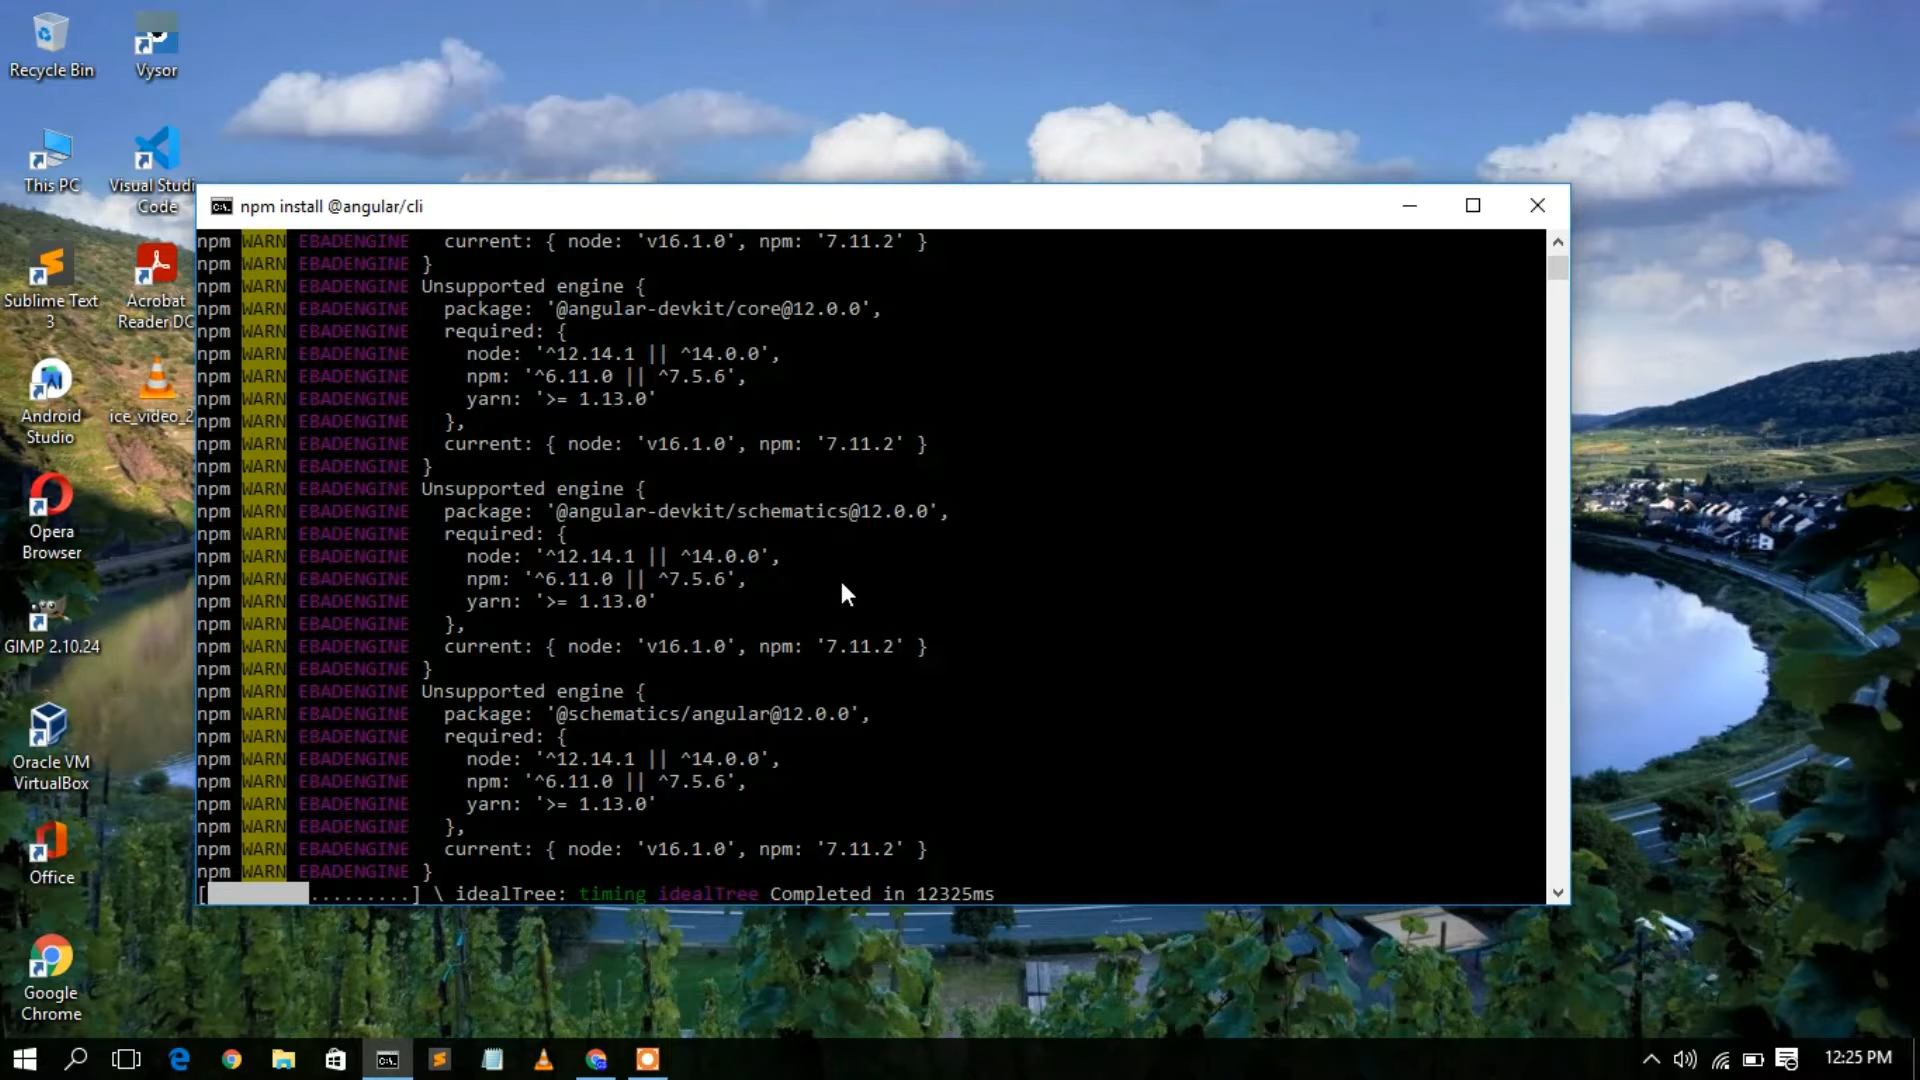 Recycle Bin
Vysor
This PC
Visual Studi
Code
Sublime Text
3
Acrobat
Reader DC
Android
Studio
ice_video_2
Opera
Browser
GIMP 2.10.24
Oracle VM
VirtualBox
Office
Google
Chrome
npm install @angular/cli
npm WARN EBADENGINE   current: { node: 'v16.1.0', npm: '7.11.2' }
npm WARN EBADENGINE }
npm WARN EBADENGINE Unsupported engine {
npm WARN EBADENGINE   package: '@angular-devkit/core@12.0.0',
npm WARN EBADENGINE   required: {
npm WARN EBADENGINE     node: '^12.14.1 || ^14.0.0',
npm WARN EBADENGINE     npm: '^6.11.0 || ^7.5.6',
npm WARN EBADENGINE     yarn: '>= 1.13.0'
npm WARN EBADENGINE   },
npm WARN EBADENGINE   current: { node: 'v16.1.0', npm: '7.11.2' }
npm WARN EBADENGINE }
npm WARN EBADENGINE Unsupported engine {
npm WARN EBADENGINE   package: '@angular-devkit/schematics@12.0.0',
npm WARN EBADENGINE   required: {
npm WARN EBADENGINE     node: '^12.14.1 || ^14.0.0',
npm WARN EBADENGINE     npm: '^6.11.0 || ^7.5.6',
npm WARN EBADENGINE     yarn: '>= 1.13.0'
npm WARN EBADENGINE   },
npm WARN EBADENGINE   current: { node: 'v16.1.0', npm: '7.11.2' }
npm WARN EBADENGINE }
npm WARN EBADENGINE Unsupported engine {
npm WARN EBADENGINE   package: '@schematics/angular@12.0.0',
npm WARN EBADENGINE   required: {
npm WARN EBADENGINE     node: '^12.14.1 || ^14.0.0',
npm WARN EBADENGINE     npm: '^6.11.0 || ^7.5.6',
npm WARN EBADENGINE     yarn: '>= 1.13.0'
npm WARN EBADENGINE   },
npm WARN EBADENGINE   current: { node: 'v16.1.0', npm: '7.11.2' }
npm WARN EBADENGINE }
[         .........] \ idealTree: timing idealTree Completed in 12325ms
12:25 PM